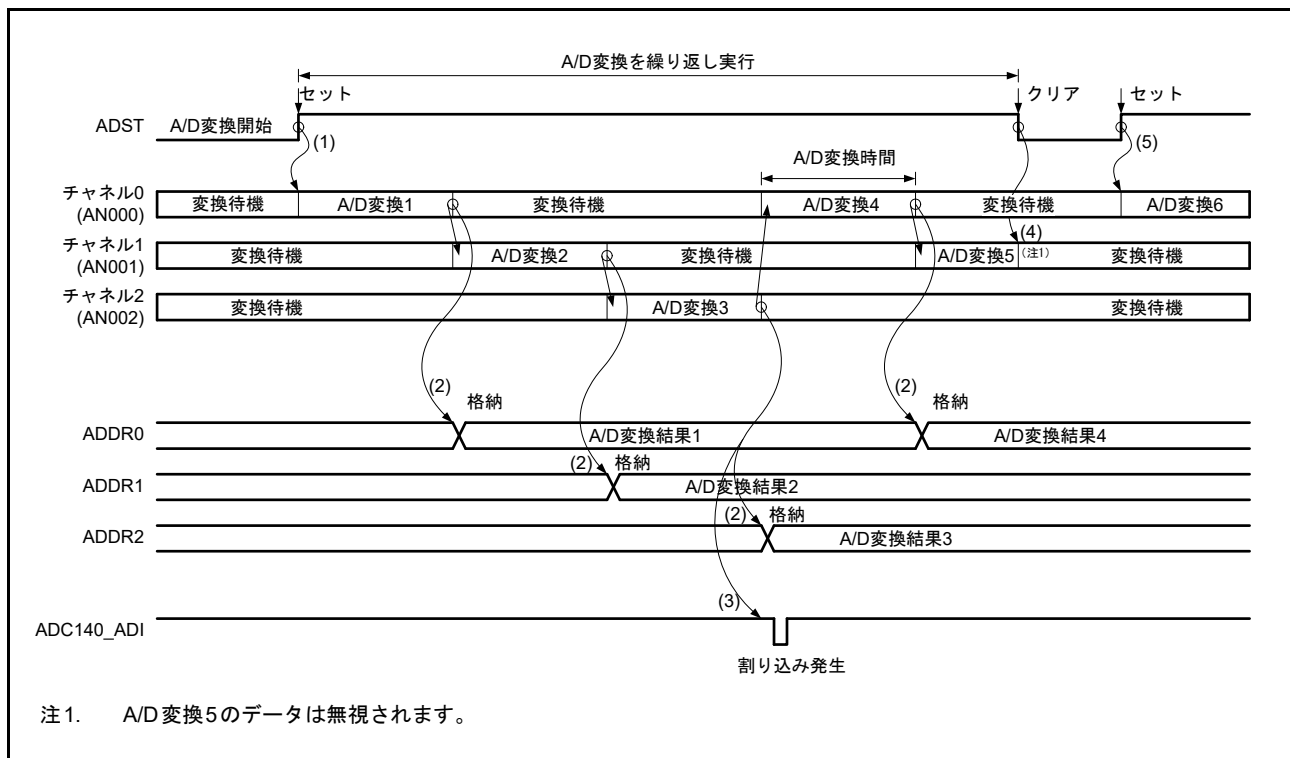 A/D変換を繰り返し実行
セット クリア セット
ADST A/D変換開始 (1) (5)
A/D変換時間
チャネル0
(AN000) 変換待機 A/D変換1 変換待機 A/D変換4 変換待機 A/D変換6
(4)
チャネル1
(AN001) 変換待機 A/D変換2 変換待機 A/D変換5 (注1) 変換待機
チャネル2
(AN002) 変換待機 A/D変換3 変換待機
(2) 格納 (2) 格納
ADDR0 A/D変換結果1 A/D変換結果4
(2) 格納
ADDR1 A/D変換結果2
(2) 格納
ADDR2 A/D変換結果3
(3)
ADC140_ADI
割り込み発生
注1. A/D変換5のデータは無視されます。